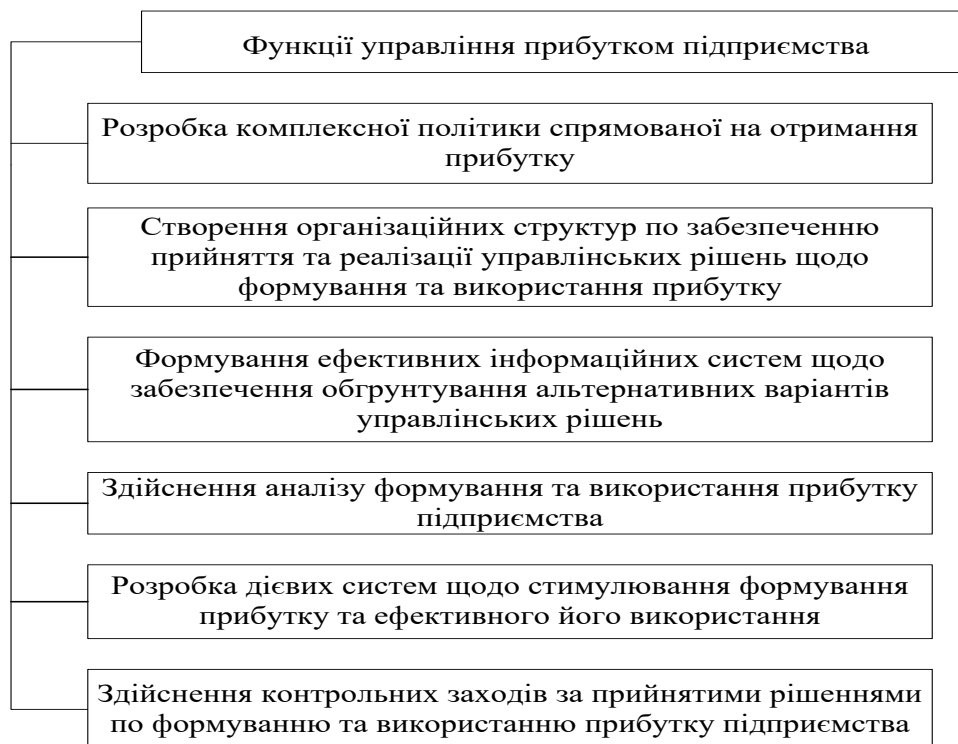 Функції управління прибутком підприємства
Розробка комплексної політики спрямованої на отримання
прибутку
Створення організаційних структур по забезпеченню
прийняття та реалізації управлінських рішень щодо
формування та використання прибутку
Формування ефективних інформаційних систем щодо
забезпечення обгрунтування альтернативних варіантів
управлінських рішень
Здійснення аналізу формування та використання прибутку
підприємства
Розробка дієвих систем щодо стимулювання формування
прибутку та ефективного його використання
Здійснення контрольних заходів за прийнятими рішеннями
по формуванню та використанню прибутку підприємства